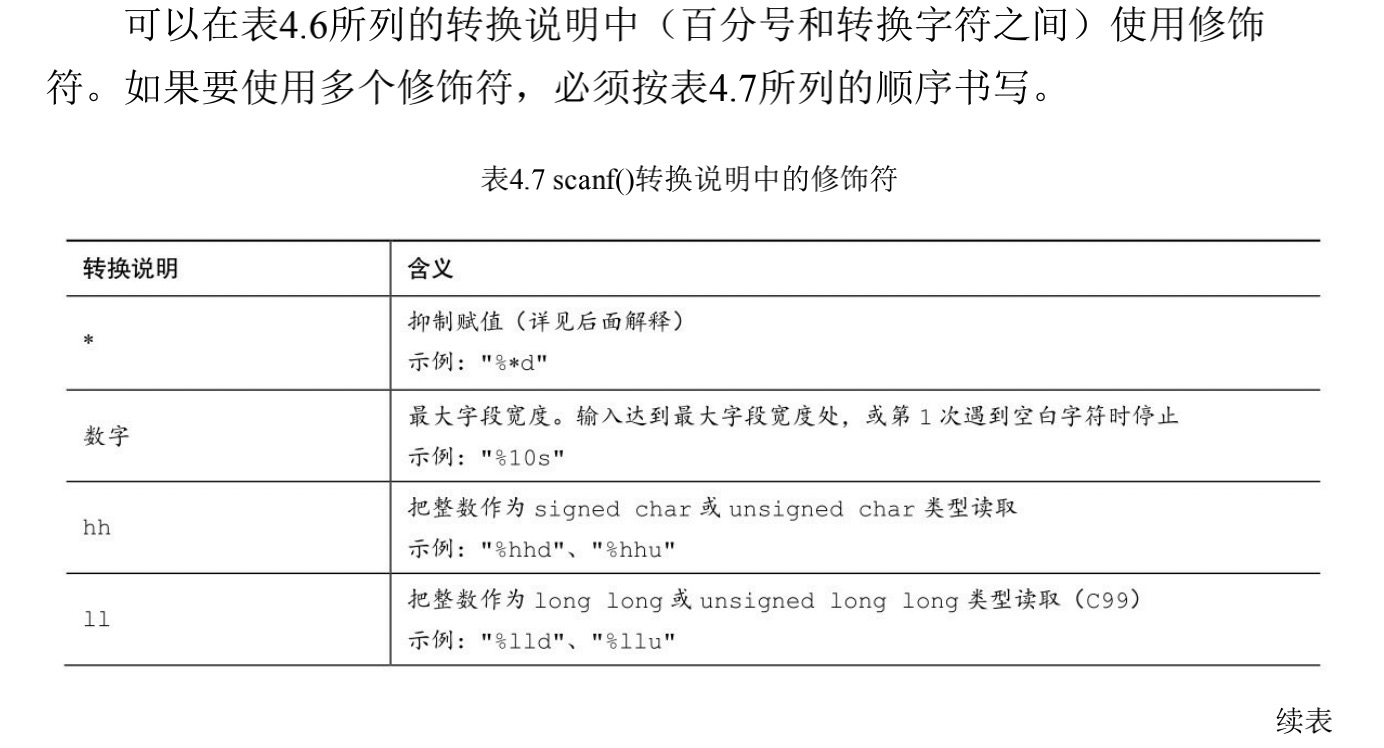 可以在表4.6所列的转换说明中（百分号和转换字符之间）使用修饰
符。如果要使用多个修饰符，必须按表4.7所列的顺序书写。
表4.7 scanf()转换说明中的修饰符
转换说明 含义
* 抑制赋值（详见后面解释）
示例："%*d"
数字 最大字段宽度。输入达到最大字段宽度处，或第 1 次遇到空白字符时停止
示例："%10s"
hh 把整数作为 signed char 或 unsigned char 类型读取
示例："%hhd"、"%hhu"
ll 把整数作为 long long 或 unsigned long long 类型读取（C99）
示例："%lld"、"%llu"
续表